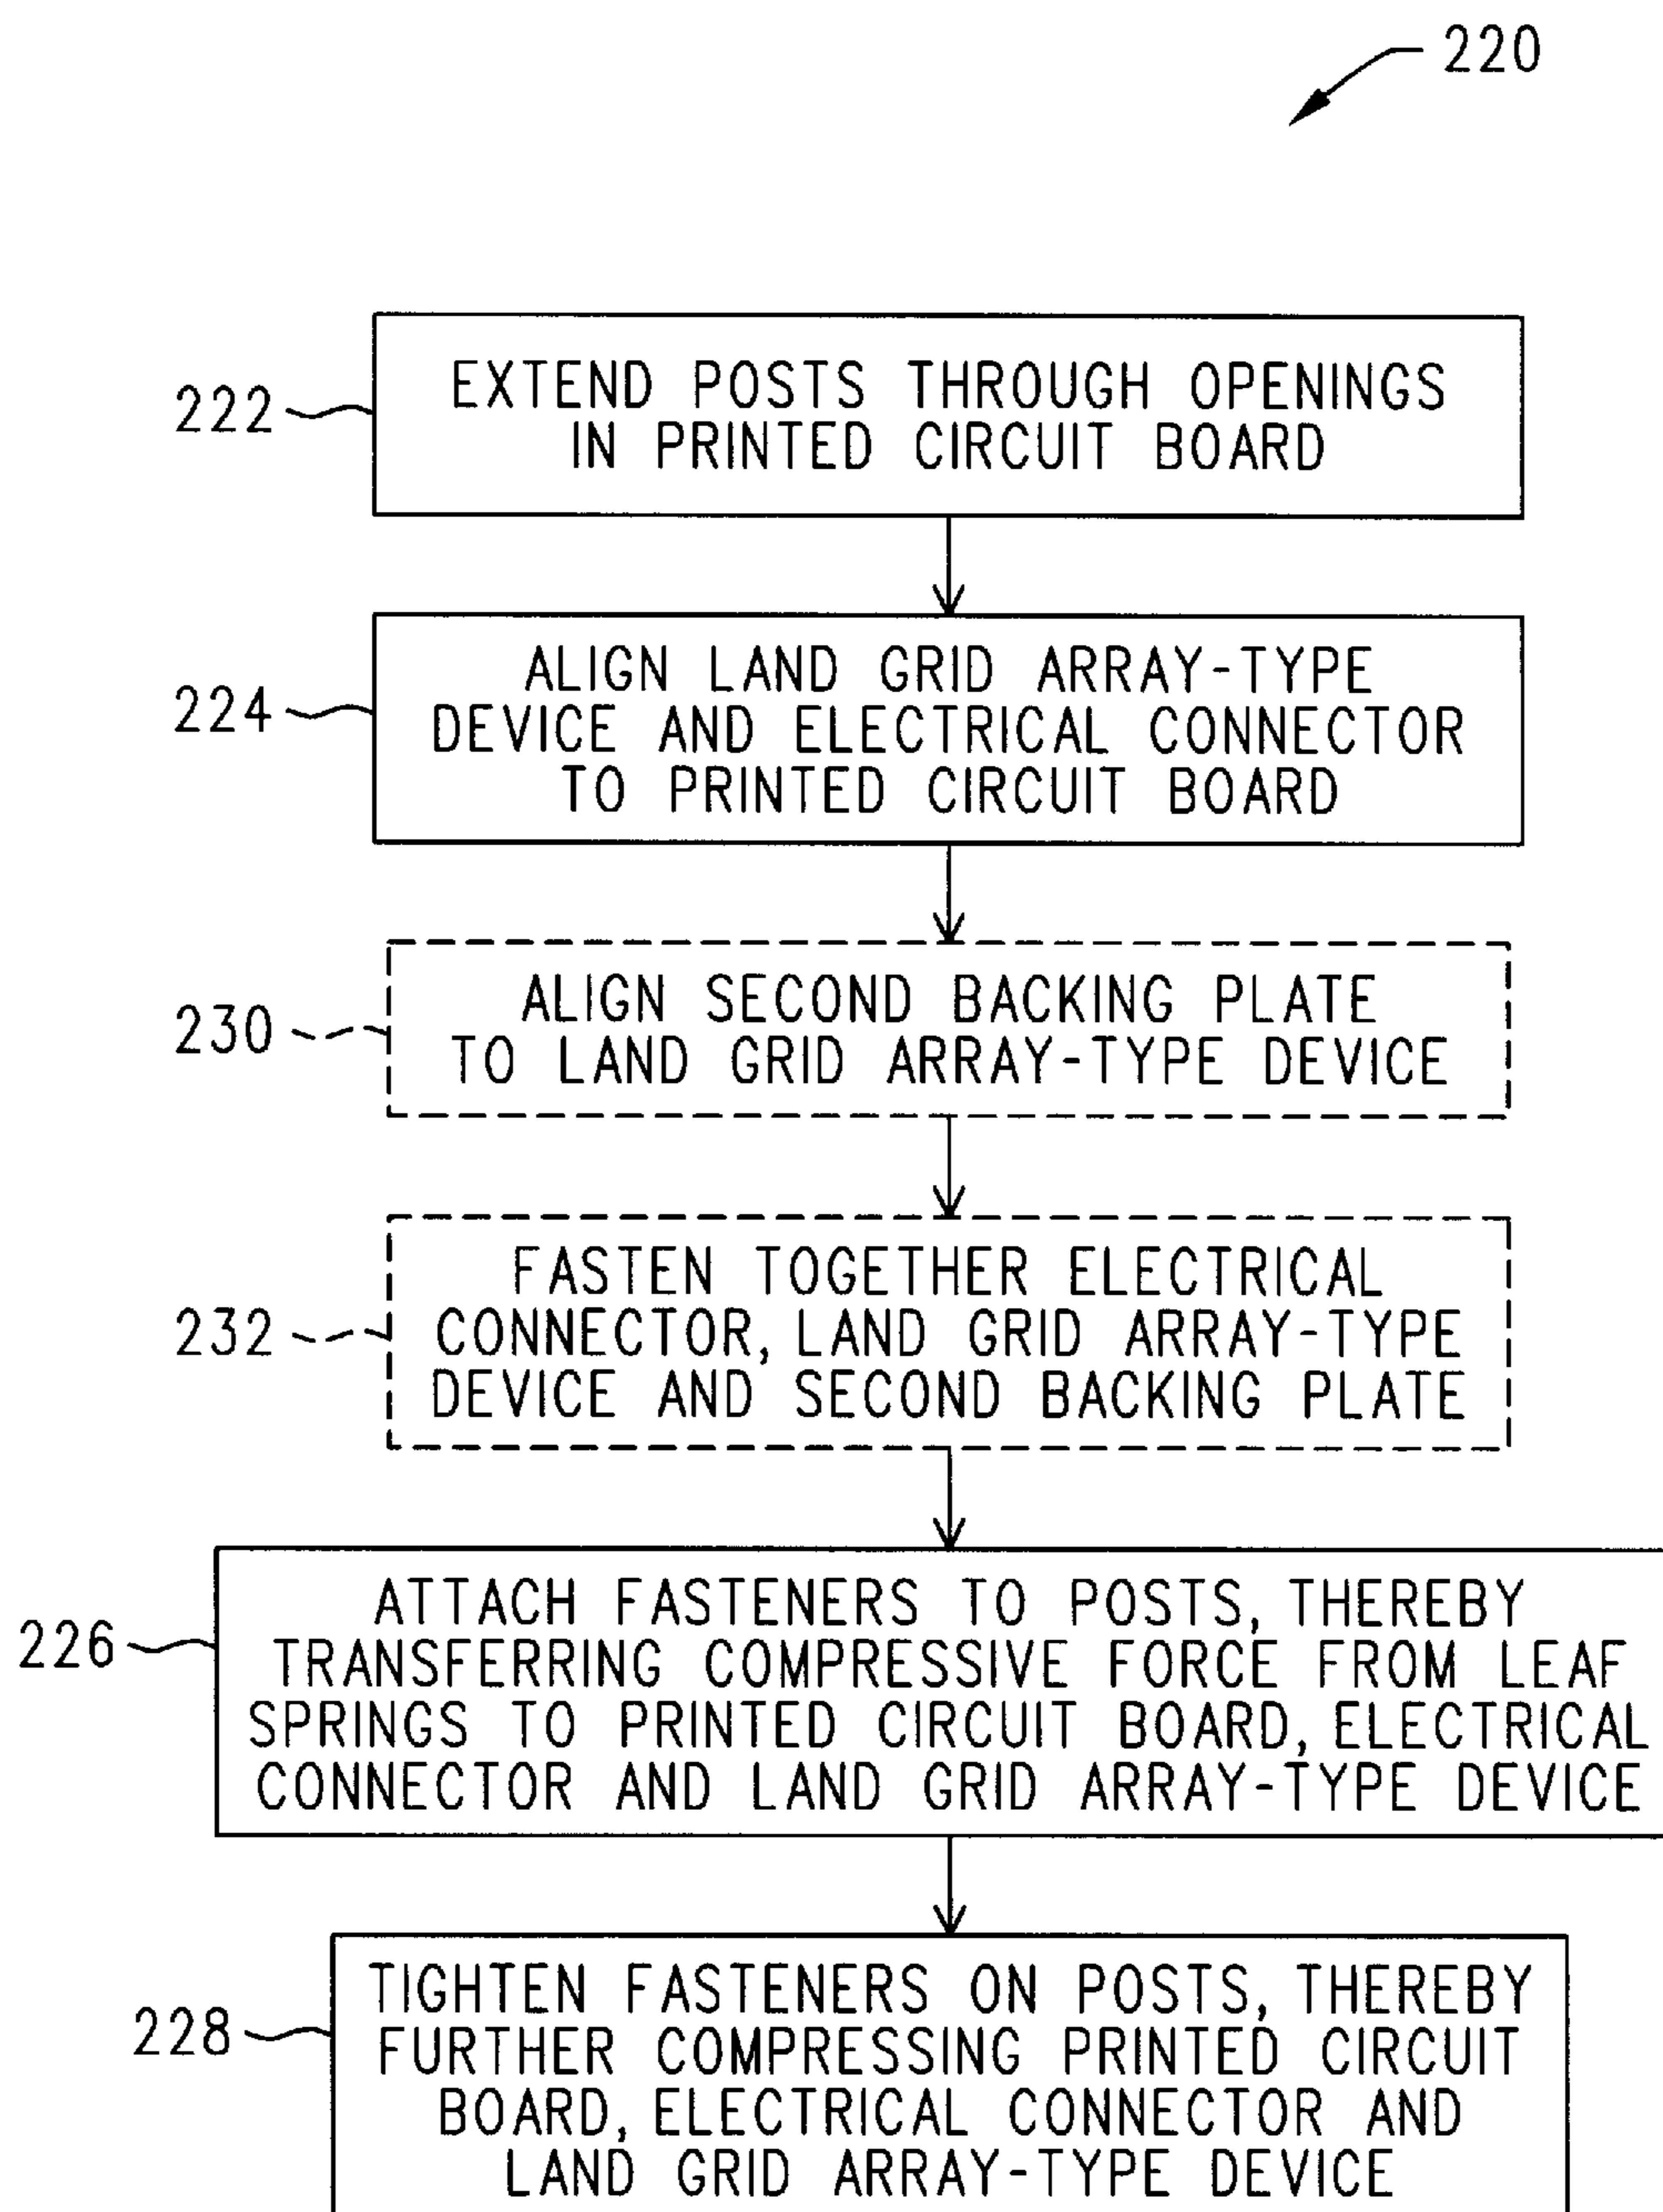 220
222
EXTEND POSTS THROUGH OPENINGS
IN PRINTED CIRCUIT BOARD
224
ALIGN LAND GRID ARRAY-TYPE
DEVICE AND ELECTRICAL CONNECTOR
TO PRINTED CIRCUIT BOARD
230
ALIGN SECOND BACKING PLATE
TO LAND GRID ARRAY-TYPE DEVICE
232
FASTEN TOGETHER ELECTRICAL
CONNECTOR, LAND GRID ARRAY-TYPE
DEVICE AND SECOND BACKING PLATE
226
ATTACH FASTENERS TO POSTS, THEREBY
TRANSFERRING COMPRESSIVE FORCE FROM LEAF
SPRINGS TO PRINTED CIRCUIT BOARD, ELECTRICAL
CONNECTOR AND LAND GRID ARRAY-TYPE DEVICE
228
TIGHTEN FASTENERS ON POSTS, THEREBY
FURTHER COMPRESSING PRINTED CIRCUIT
BOARD, ELECTRICAL CONNECTOR AND
LAND GRID ARRAY-TYPE DEVICE